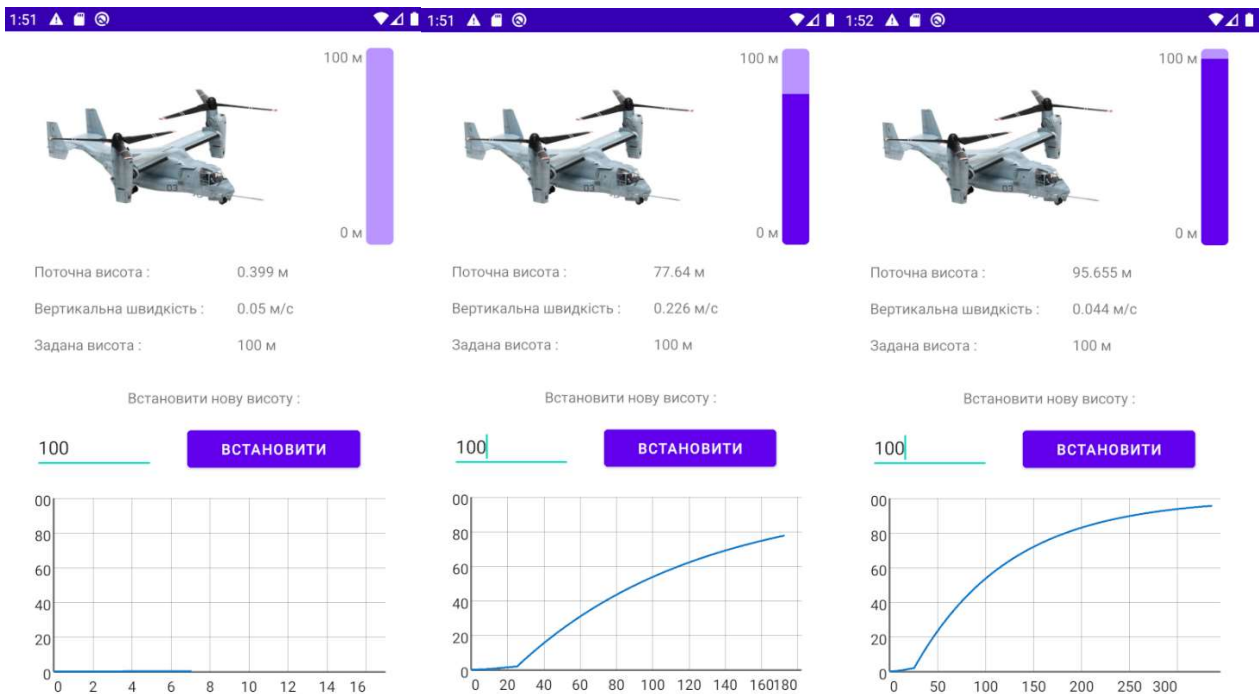 1:51
100 м
0 м
Поточна висота : 0.399 м
Вертикальна швидкість : 0.05 м/с
Задана висота : 100 м
Встановити нову висоту :
100 ВСТАНОВИТИ
00
80
60
40
20
0
0 2 4 6 8 10 12 14 16
1:51
100 м
03
0 м
Поточна висота : 77.64 м
Вертикальна швидкість : 0.226 м/с
Задана висота : 100 м
Встановити нову висоту :
100 ВСТАНОВИТИ
00
80
60
40
20
0
0 20 40 60 80 100 120 140 160180
1:52
100 м
03
0 м
Поточна висота : 95.655 м
Вертикальна швидкість : 0.044 м/с
Задана висота : 100 м
Встановити нову висоту :
100 ВСТАНОВИТИ
00
80
60
40
20
0
0 50 100 150 200 250 300